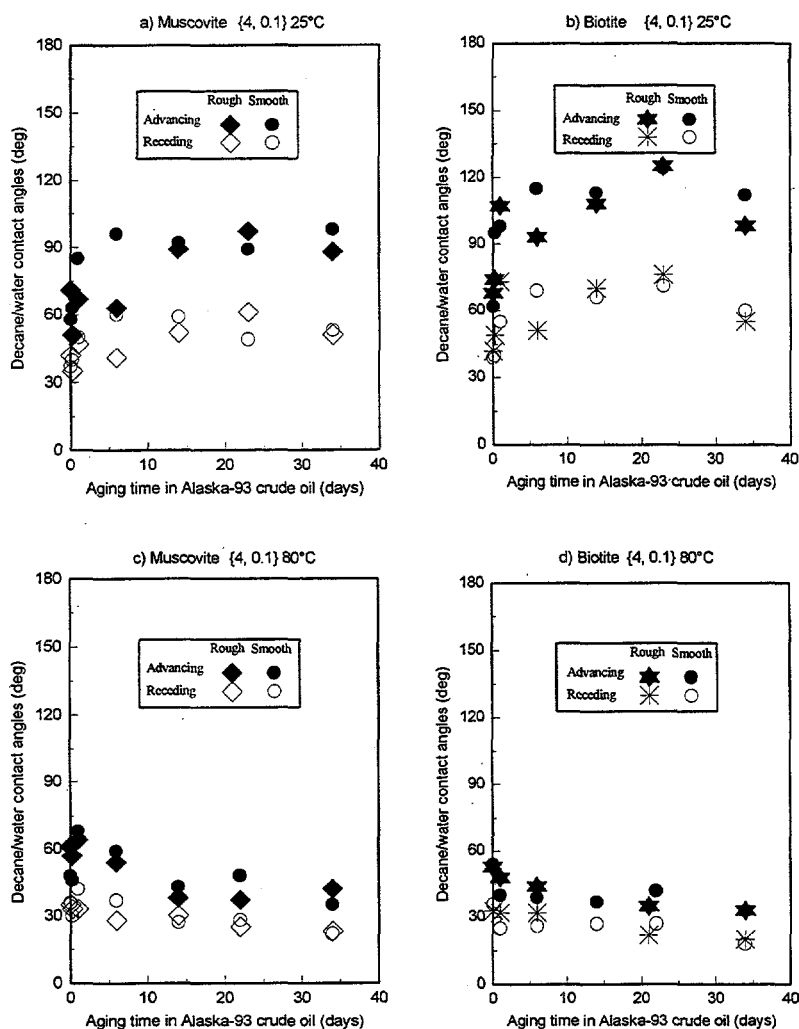 a) Muscovite {4, 0.1} 25°C
180
150
120
90
60
30
0
Decane/water contact angles (deg)
Rough Smooth
Advancing
Receding
0 10 20 30 40
Aging time in Alaska-93 crude oil (days)
b) Biotite {4, 0.1} 25°C
180
150
120
90
60
30
0
Decane/water contact angles (deg)
Rough Smooth
Advancing
Receding
0 10 20 30 40
Aging time in Alaska-93 crude oil (days)
c) Muscovite {4, 0.1} 80°C
180
150
120
90
60
30
0
Decane/water contact angles (deg)
Rough Smooth
Advancing
Receding
0 10 20 30 40
Aging time in Alaska-93 crude oil (days)
d) Biotite {4, 0.1} 80°C
180
150
120
90
60
30
0
Decane/water contact angles (deg)
Rough Smooth
Advancing
Receding
0 10 20 30 40
Aging time in Alaska-93 crude oil (days)